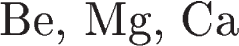 Be, Mg, Ca